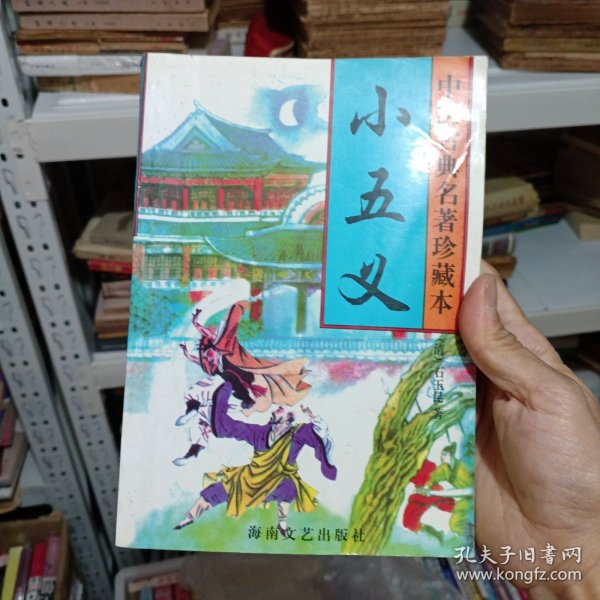 中国古典名著珍藏本
小五义
〔清〕石玉昆 著
海南文艺出版社
孔夫子旧书网
www.kongfz.com